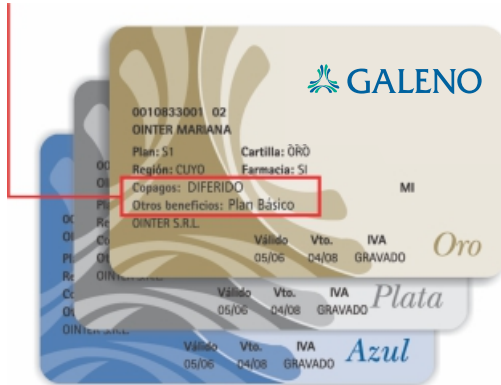 GALENO
0010833001 02
OINTER MARIANA
Plan: S1 Cartilla: ÒRÒ
Región: CUYO Farmacia: SI
Copagos: DIFERIDO MI
Otros beneficios: Plan Básico
OINTER S.R.L.
Válido Vto. IVA
05/06 04/08 GRAVADO Oro
Válido Vto. IVA
05/06 04/08 GRAVADO Plata
Válido Vto. IVA
05/06 04/08 GRAVADO Azul